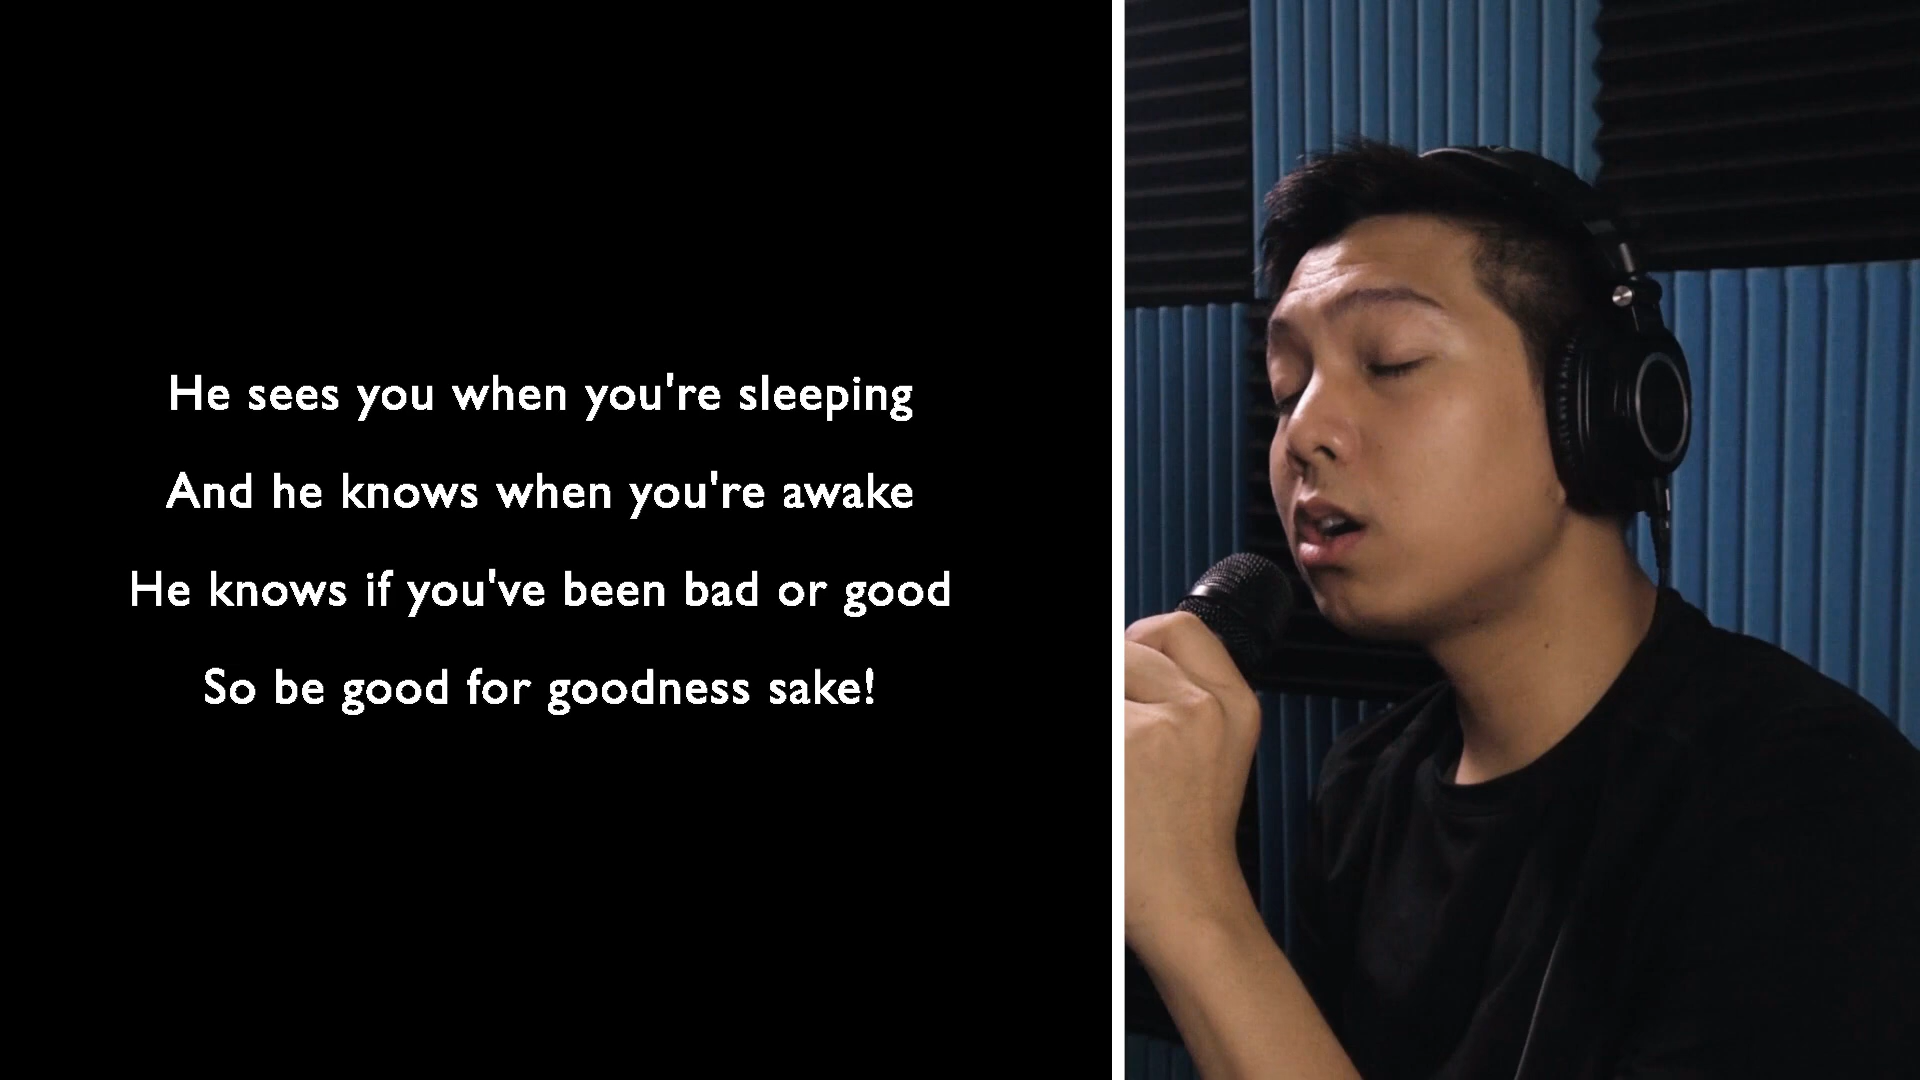 He sees you when you're sleeping
And he knows when you're awake
He knows if you've been bad or good
So be good for goodness sake!